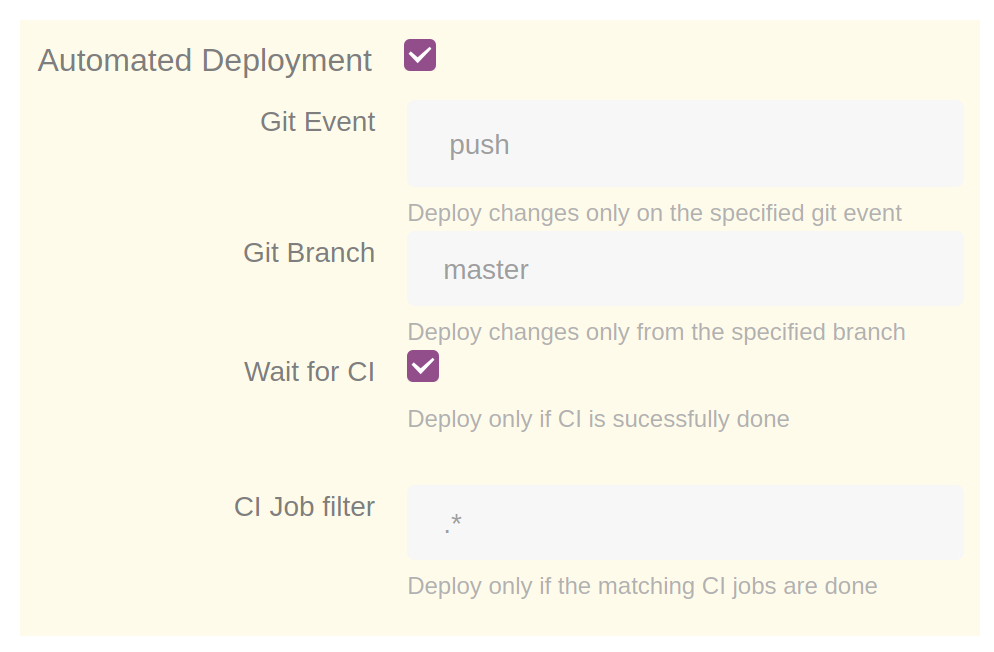 Automated Deployment
Git Event
push
Deploy changes only on the specified git event
Git Branch
master
Deploy changes only from the specified branch
Wait for CI
Deploy only if CI is sucessfully done
CI Job filter
.*
Deploy only if the matching CI jobs are done